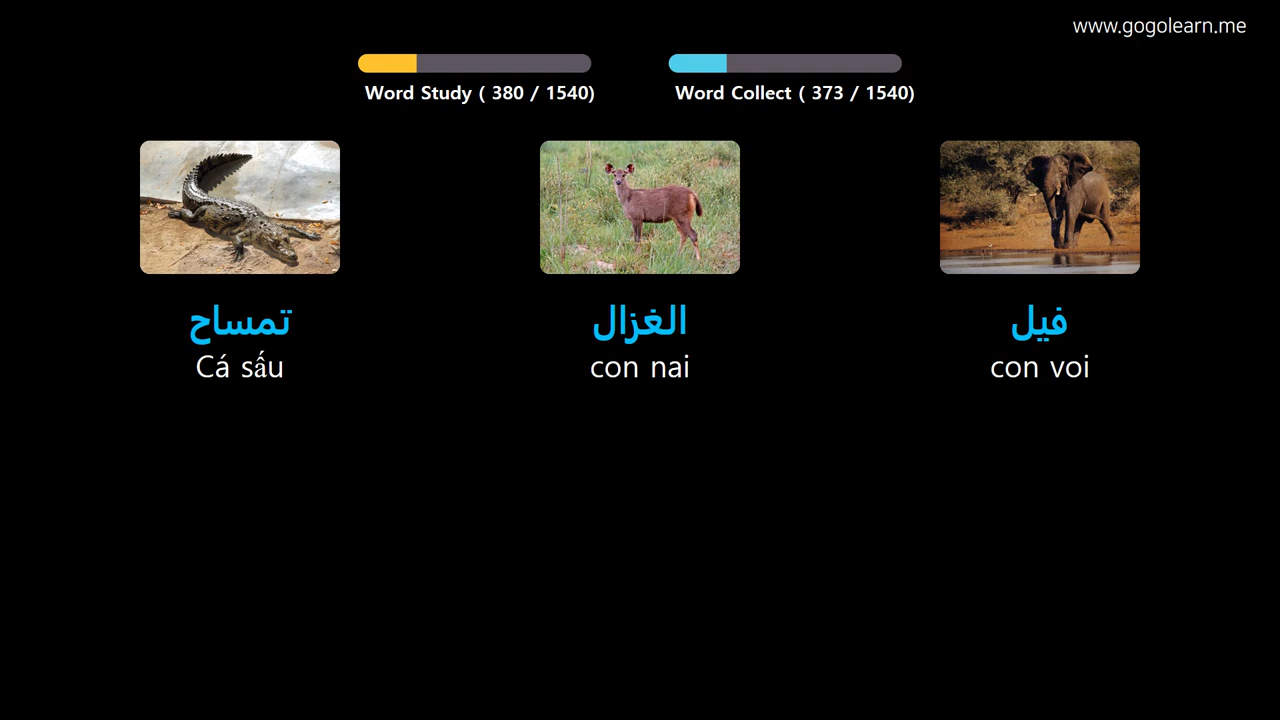 www.gogolearn.me
Word Study ( 380 / 1540)
Word Collect ( 373 / 1540)
تمساح
Cá sấu
الغزال
con nai
فيل
con voi